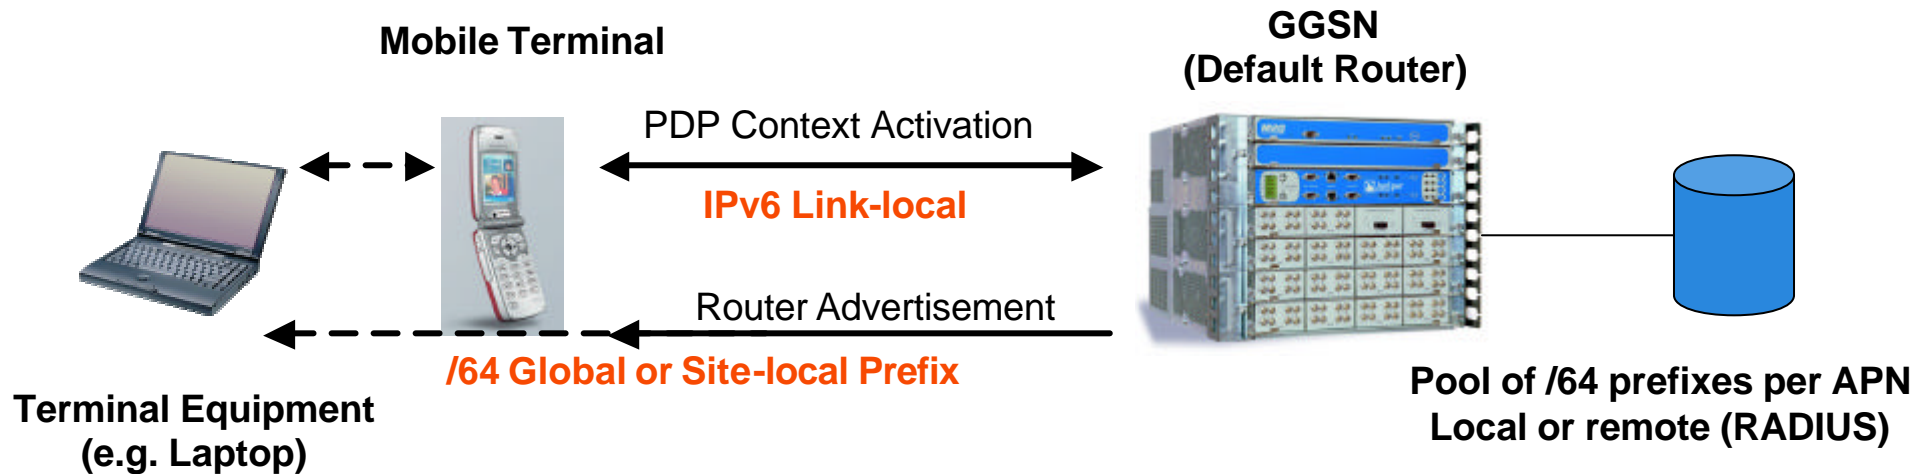 Mobile Terminal
GGSN
(Default Router)
PDP Context Activation
IPv6 Link-local
Router Advertisement
/64 Global or Site-local Prefix
Terminal Equipment
(e.g. Laptop)
Pool of /64 prefixes per APN
Local or remote (RADIUS)